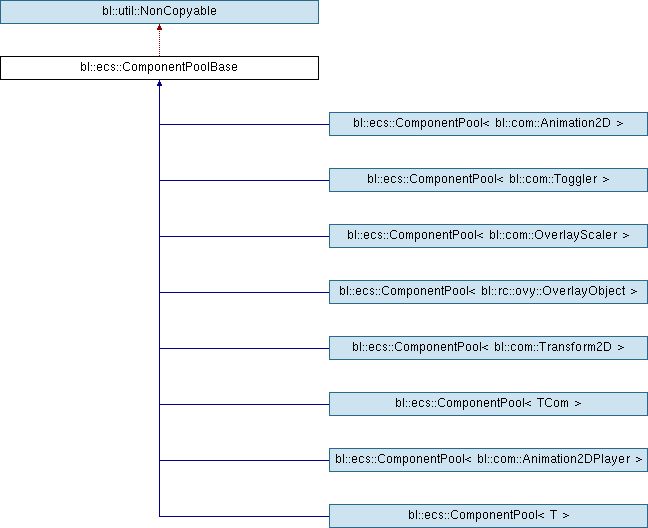 bl::util::NonCopyable
bl::ecs::ComponentPoolBase
bl::ecs::ComponentPool< bl::com::Animation2D >
bl::ecs::ComponentPool< bl::com::Toggler >
bl::ecs::ComponentPool< bl::com::OverlayScaler >
bl::ecs::ComponentPool< bl::rc::ovy::OverlayObject >
bl::ecs::ComponentPool< bl::com::Transform2D >
bl::ecs::ComponentPool< TCom >
bl::ecs::ComponentPool< bl::com::Animation2DPlayer >
bl::ecs::ComponentPool< T >